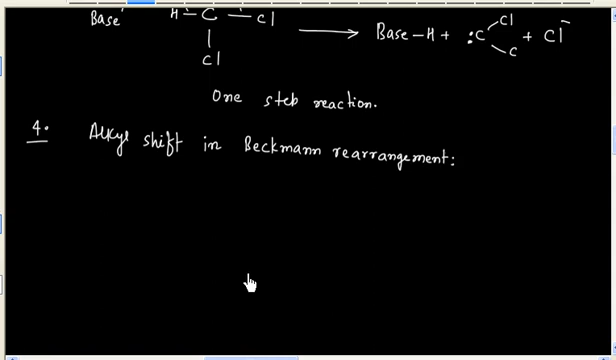 Base
H – C – Cl
Cl
Base – H + :C Cl C + Cl⁻
One steb reaction.
4. Alkyl shift in Beckmann rearrangement: